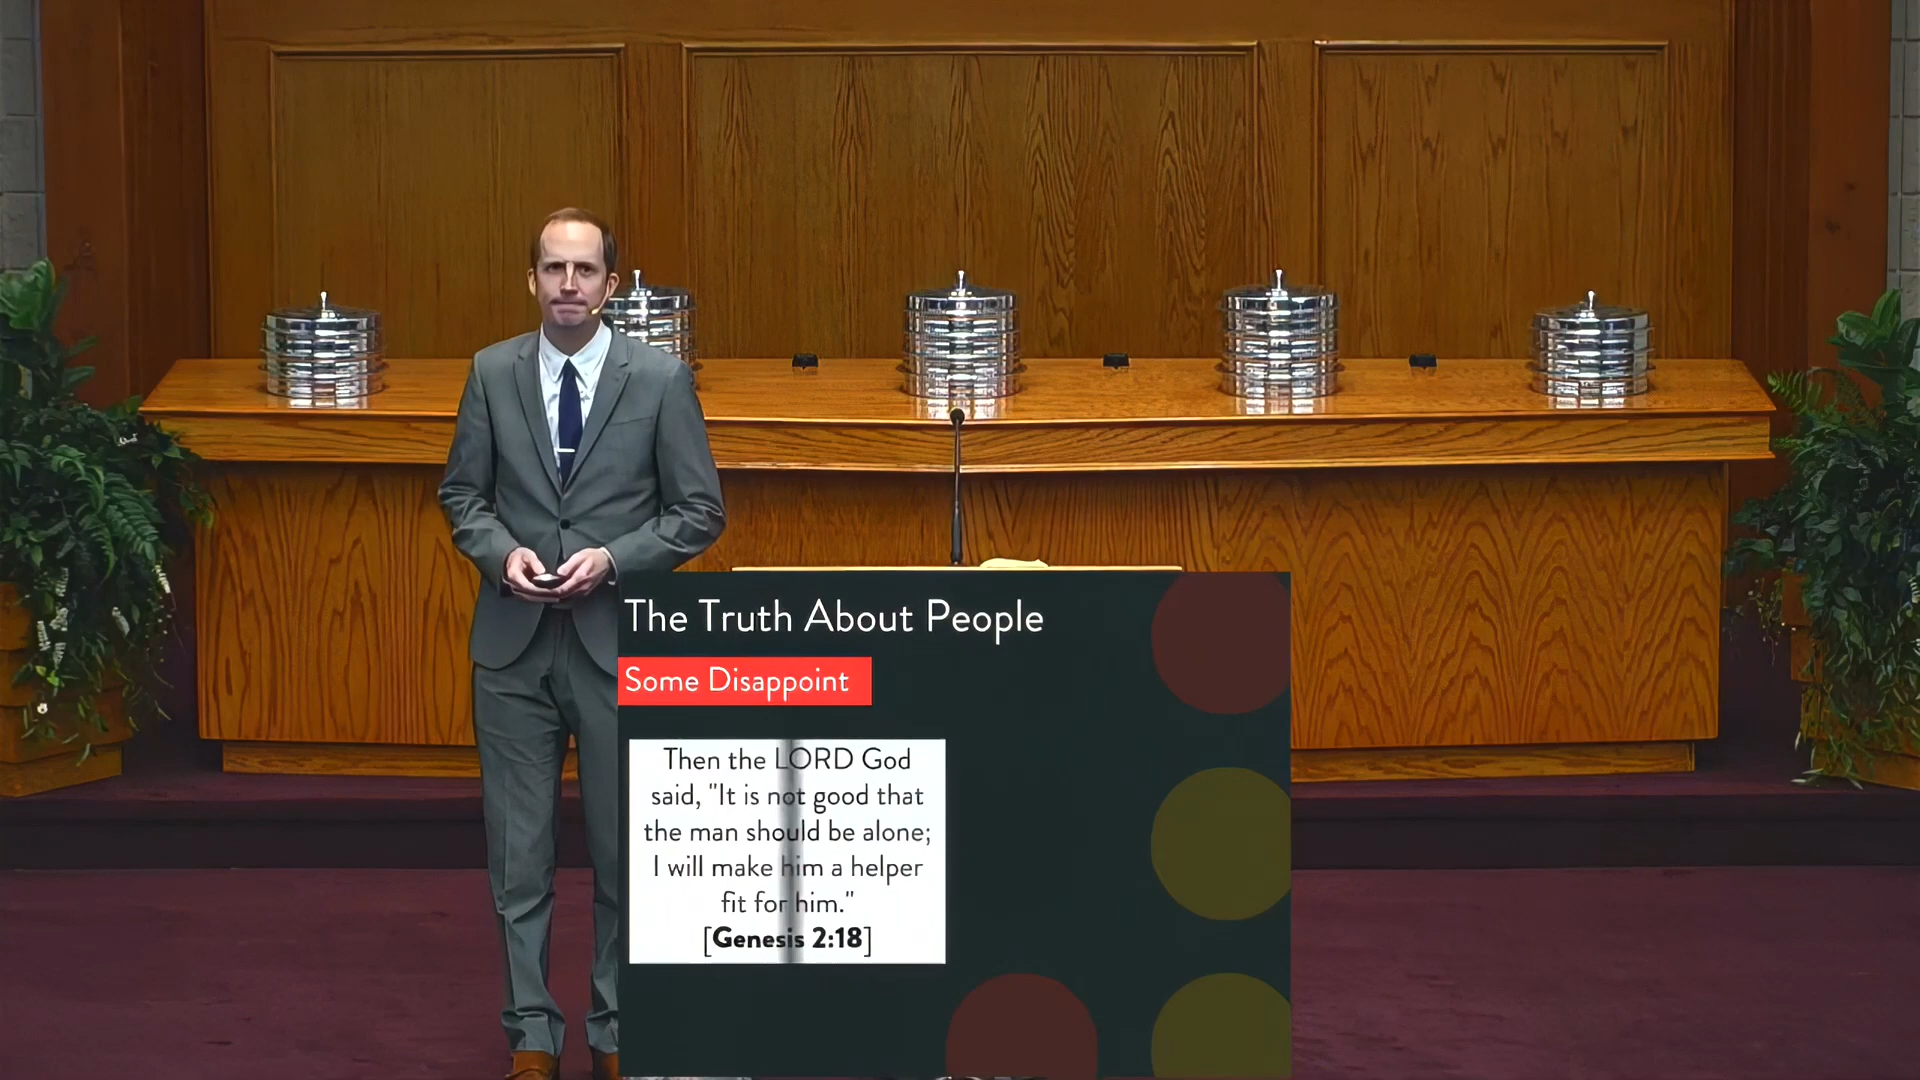 The Truth About People
Some Disappoint
Then the LORD God
said, "It is not good that
the man should be alone;
I will make him a helper
fit for him."
[Genesis 2:18]